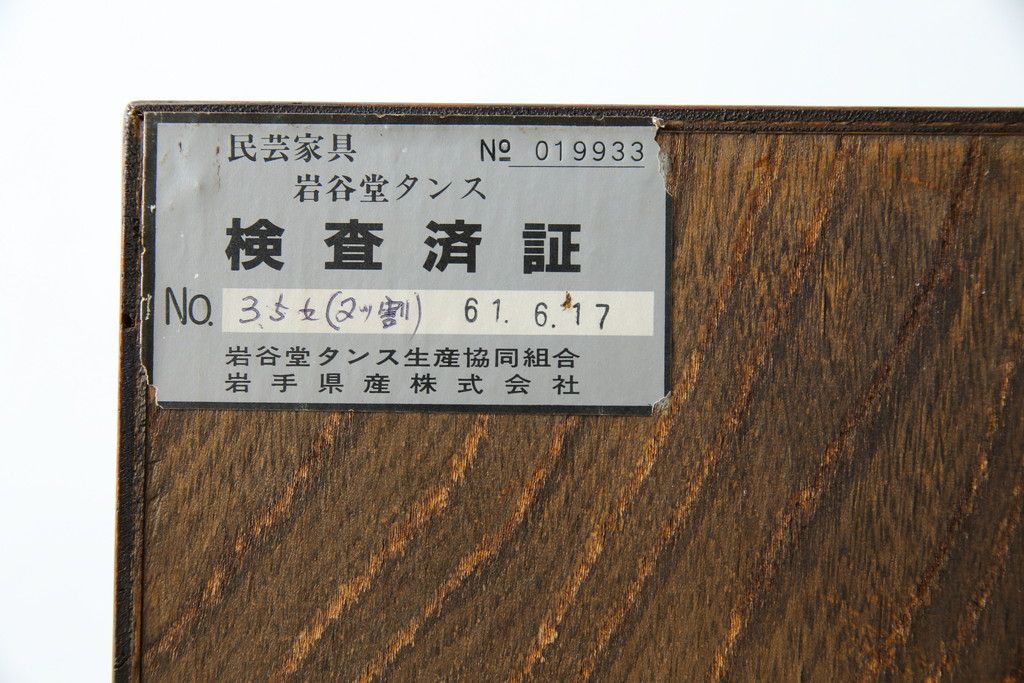 民芸家具 Nº 019933
岩谷堂タンス
検査済証
No. 3.5 (2ッ割) 61.6.17
岩谷堂タンス生産協同組合
岩手県産株式会社